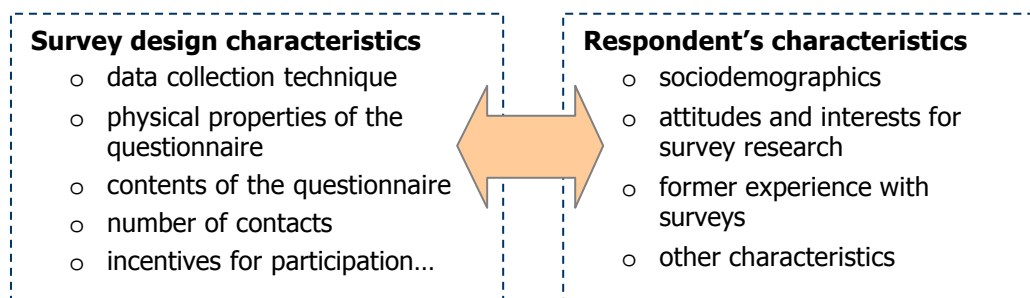 Survey design characteristics
o data collection technique
o physical properties of the
questionnaire
o contents of the questionnaire
o number of contacts
o incentives for participation…
Respondent’s characteristics
o sociodemographics
o attitudes and interests for
survey research
o former experience with
surveys
o other characteristics